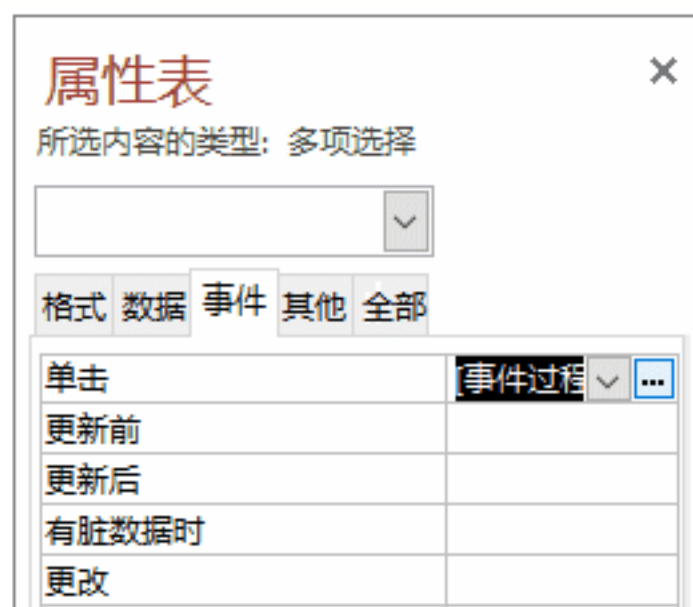 属性表
所选内容的类型: 多项选择
格式 数据 事件 其他 全部
单击 [事件过程
更新前
更新后
有脏数据时
更改